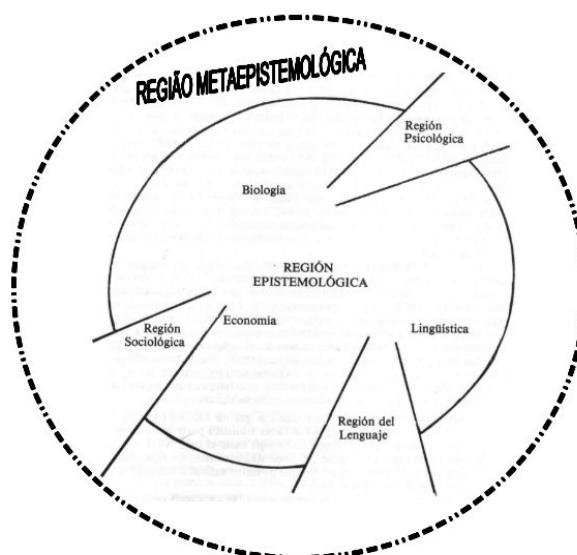 REGIÃO METAEPISTEMOLÓGICA
Región
Psicológica
Biología
REGIÓN
EPISTEMOLÓGICA
Región
Sociológica
Economía
Lingüística
Región del
Lenguaje